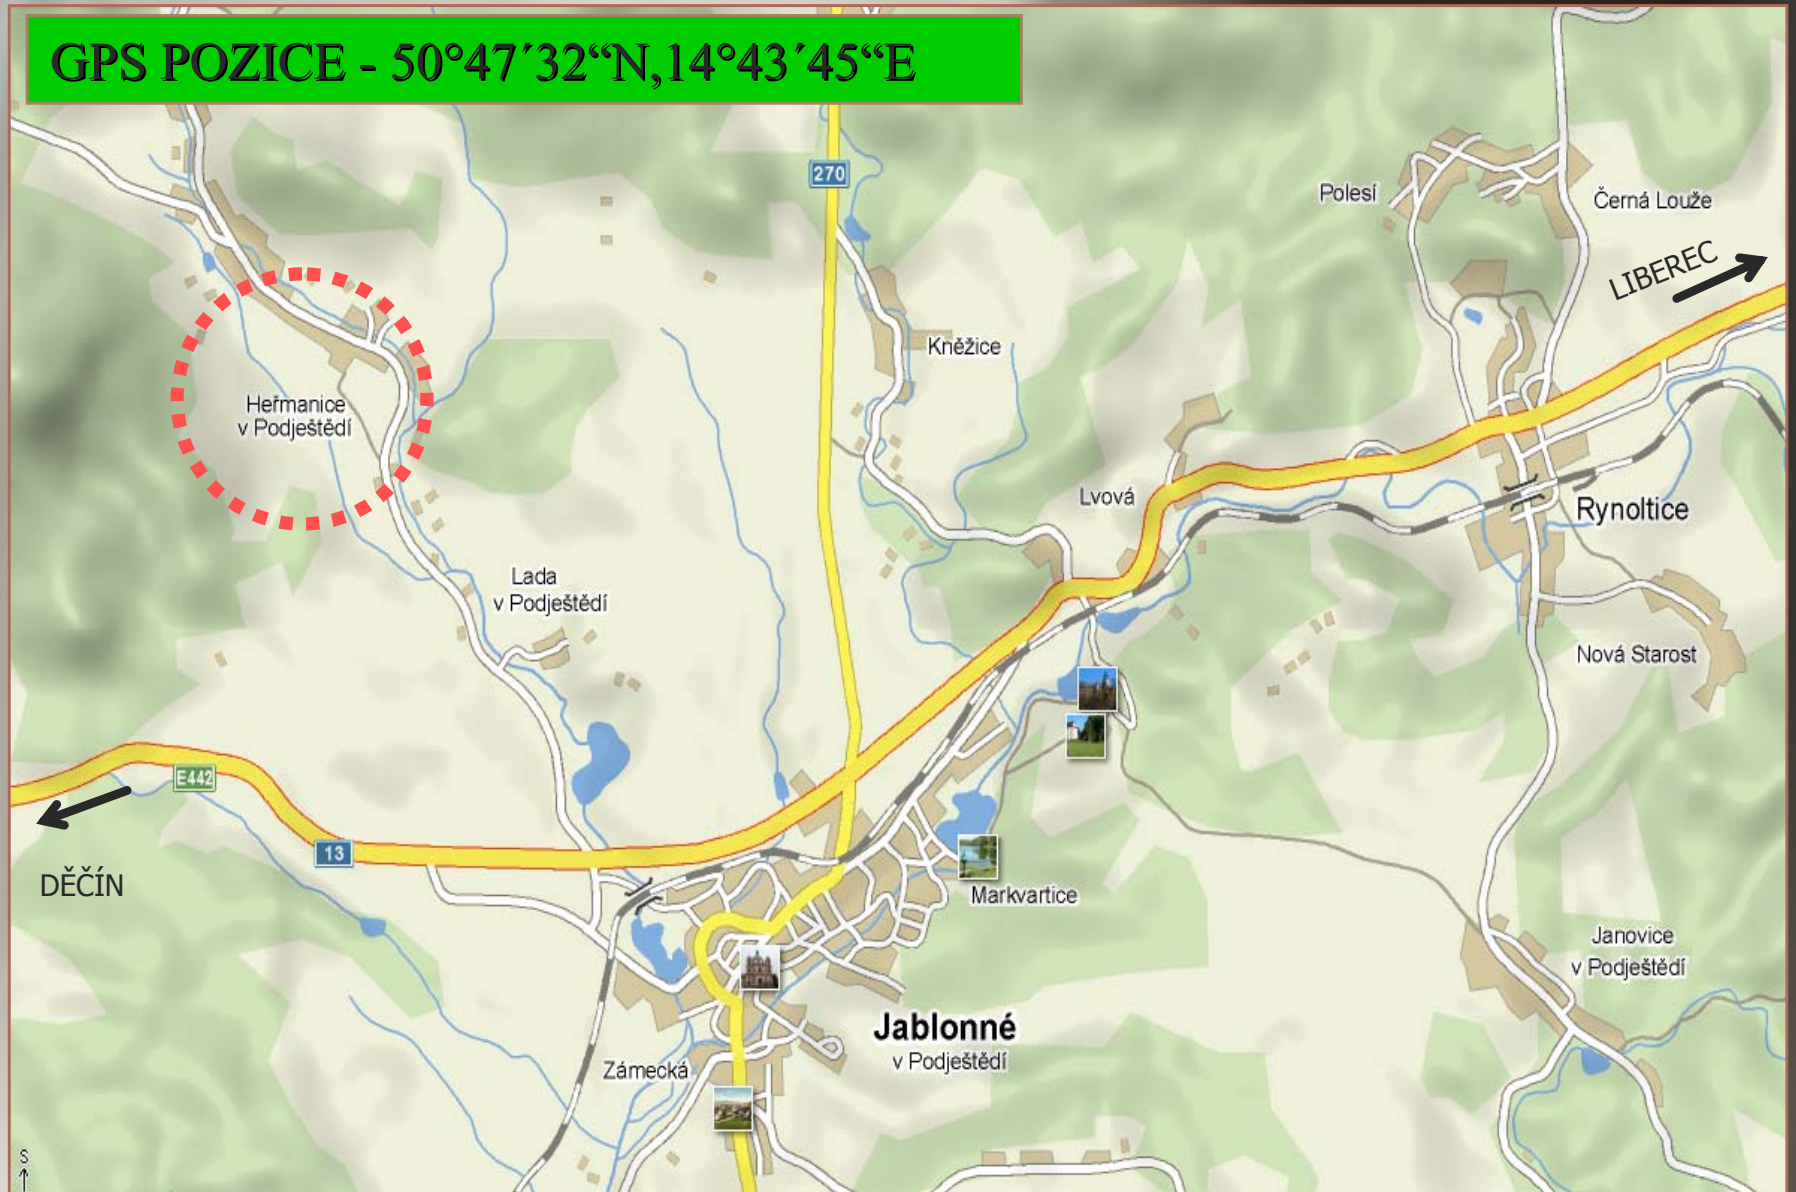 GPS POZICE - 50°47´32“N,14°43´45“E
270
Polesí
Černá Louže
LIBEREC
Kněžice
Heřmanice
v Podještědí
Lvová
Rynoltice
Lada
v Podještědí
Nová Starost
E442
13
DĚČÍN
Markvartice
Janovice
v Podještědí
Jablonné
v Podještědí
Zámecká
S